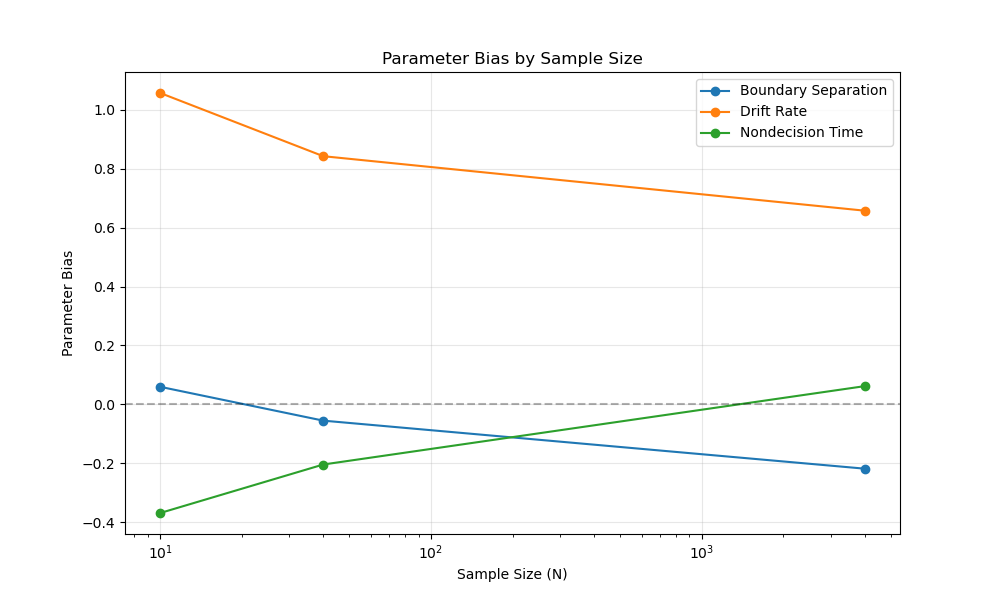 Parameter Bias by Sample Size
Boundary Separation
Drift Rate
Nondecision Time
Parameter Bias
1.0
0.8
0.6
0.4
0.2
0.0
−0.2
−0.4
10¹
10²
10³
Sample Size (N)